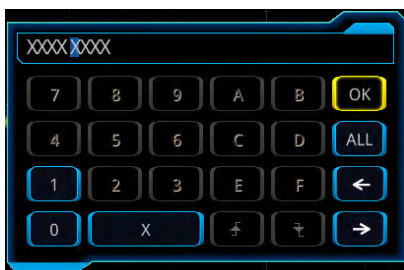 XXXX XXXX
7 8 9 A B OK
4 5 6 C D ALL
1 2 3 E F ←
0 X →